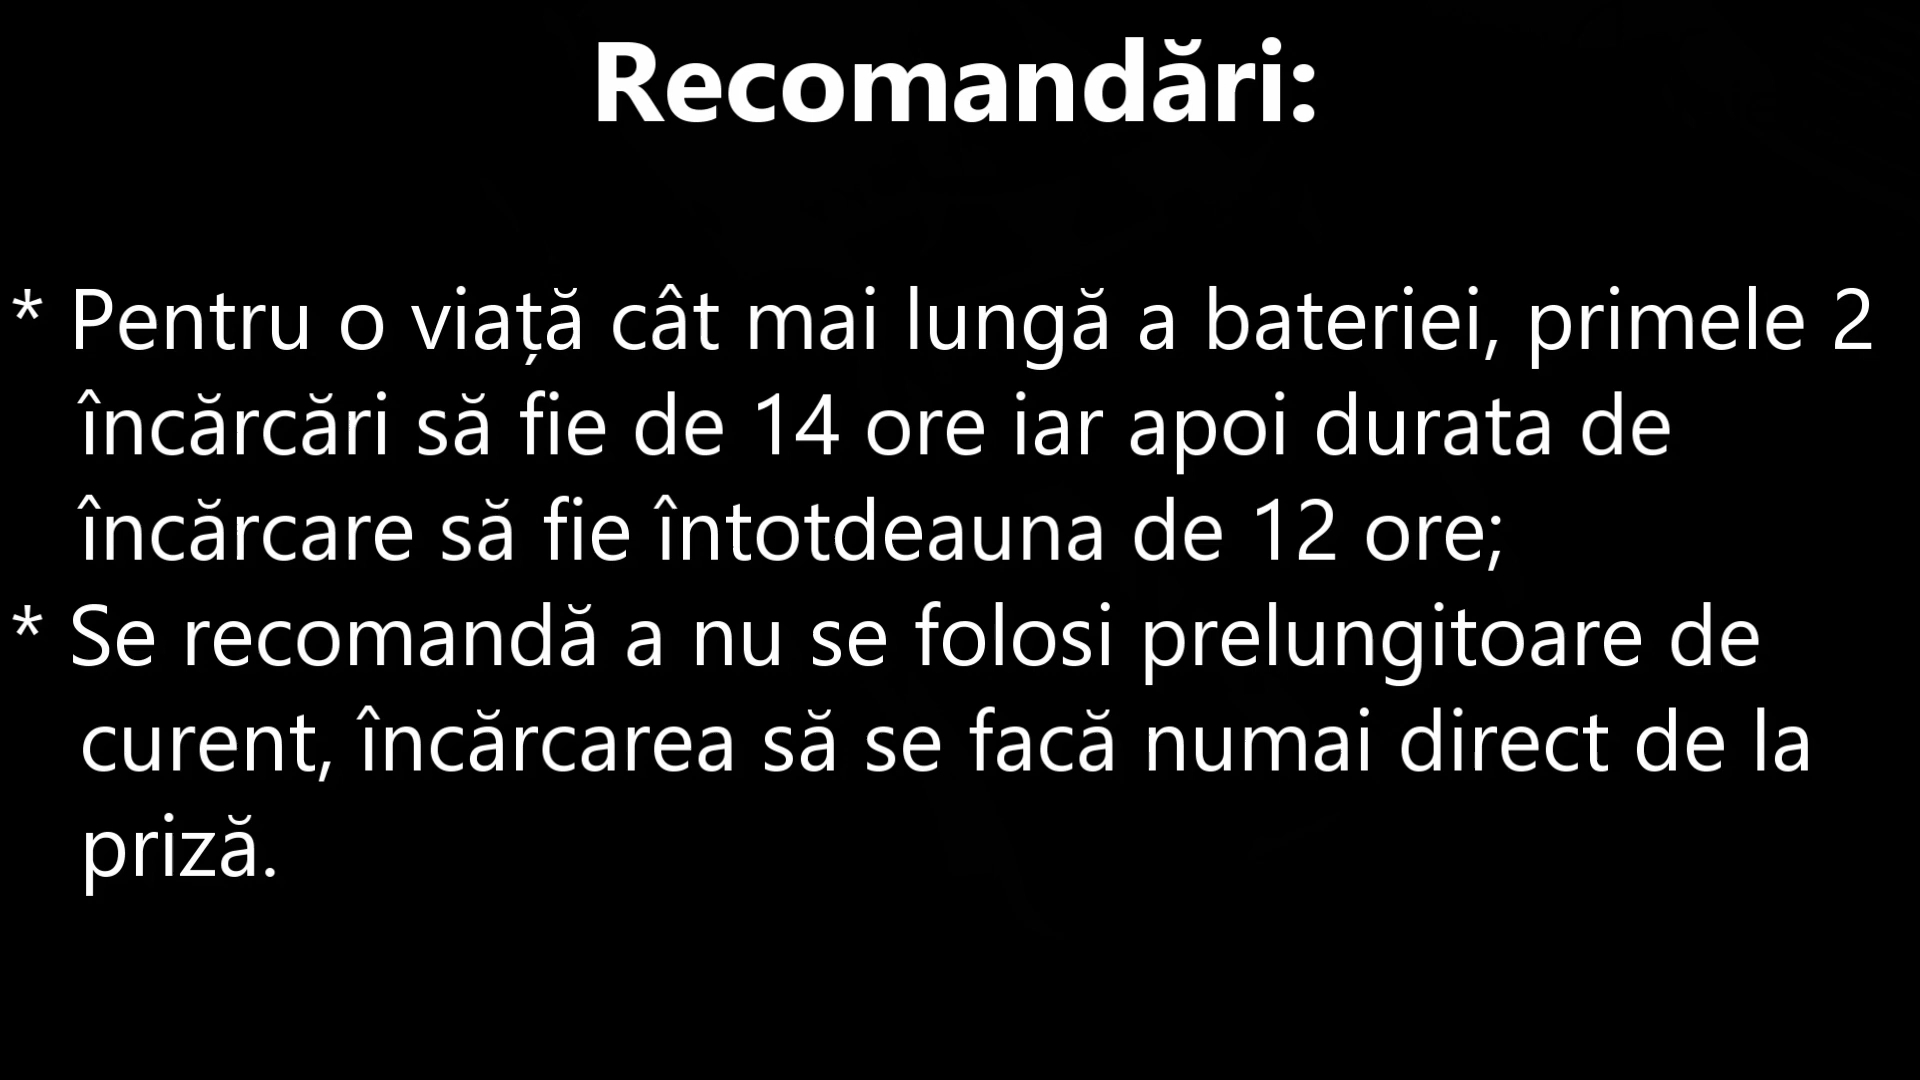 Recomandări:
* Pentru o viață cât mai lungă a bateriei, primele 2
încărcări să fie de 14 ore iar apoi durata de
încărcare să fie întotdeauna de 12 ore;
* Se recomandă a nu se folosi prelungitoare de
curent, încărcarea să se facă numai direct de la
priză.